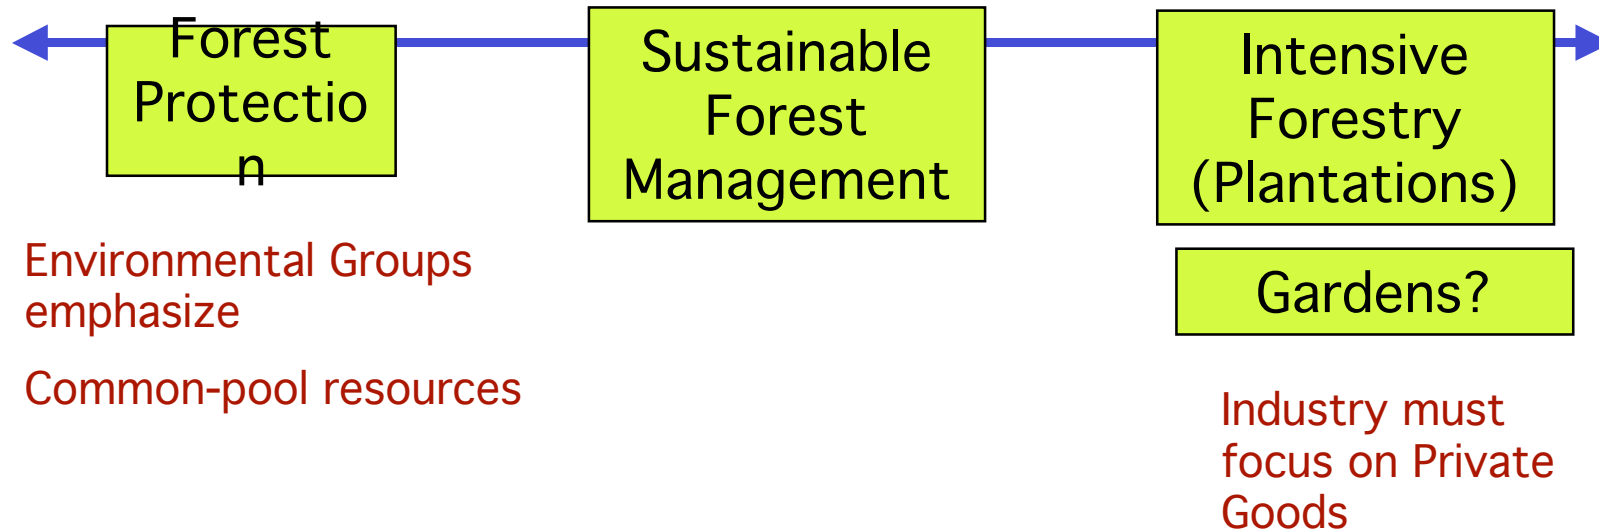 Forest
Protectio
n
Sustainable
Forest
Management
Intensive
Forestry
(Plantations)
Gardens?
Environmental Groups
emphasize
Common-pool resources
Industry must
focus on Private
Goods